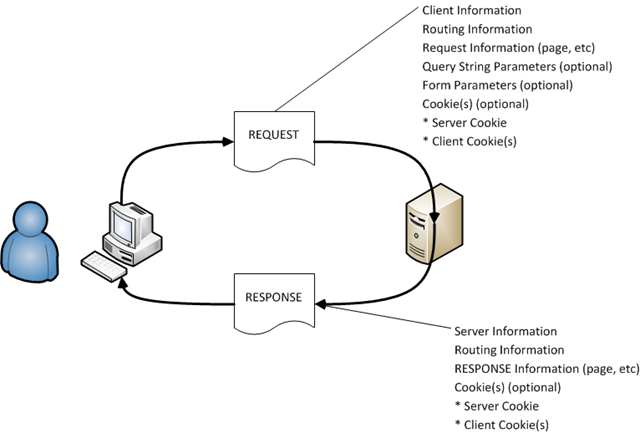 Client Information
Routing Information
Request Information (page, etc)
Query String Parameters (optional)
Form Parameters (optional)
Cookie(s) (optional)
* Server Cookie
* Client Cookie(s)
REQUEST
RESPONSE
Server Information
Routing Information
RESPONSE Information (page, etc)
Cookie(s) (optional)
* Server Cookie
* Client Cookie(s)